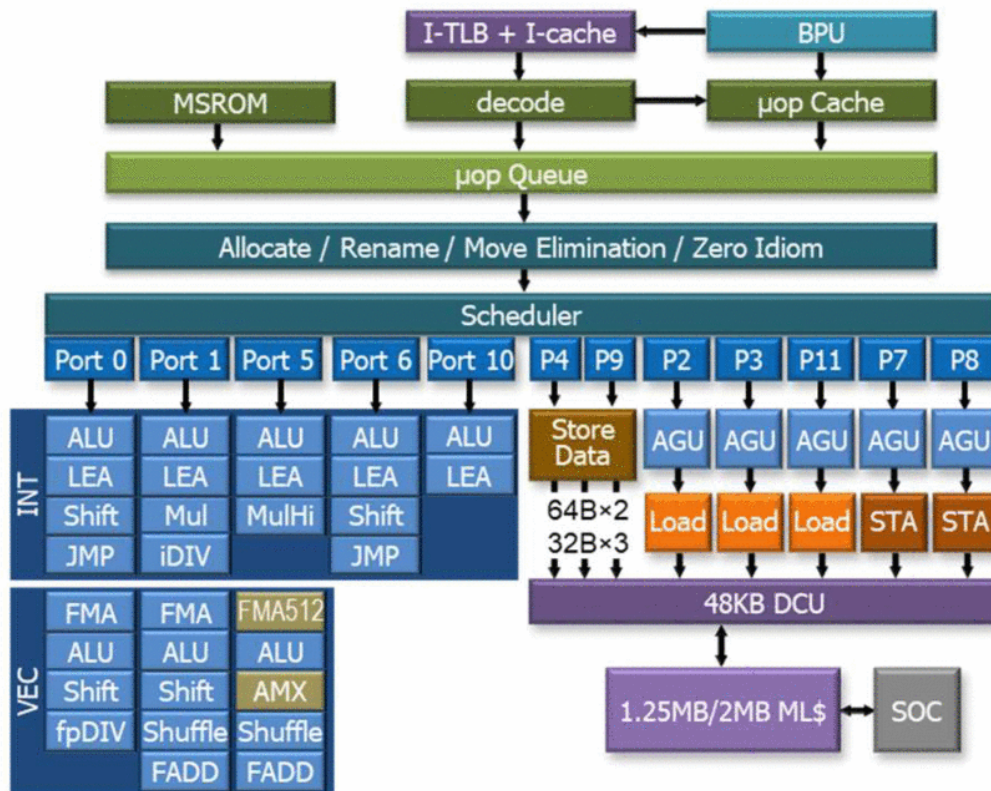 I-TLB + I-cache
BPU
MSROM
decode
μop Cache
μop Queue
Allocate / Rename / Move Elimination / Zero Idiom
Scheduler
Port 0
Port 1
Port 5
Port 6
Port 10
P4
P9
P2
P3
P11
P7
P8
INT
ALU
ALU
ALU
ALU
ALU
LEA
LEA
LEA
LEA
LEA
Shift
Mul
MulHi
Shift
JMP
iDIV
JMP
Store
Data
AGU
AGU
AGU
AGU
AGU
64B×2
32B×3
Load
Load
Load
STA
STA
48KB DCU
VEC
FMA
FMA
FMA512
ALU
ALU
ALU
Shift
Shift
AMX
fpDIV
Shuffle
Shuffle
FADD
FADD
1.25MB/2MB ML$
SOC